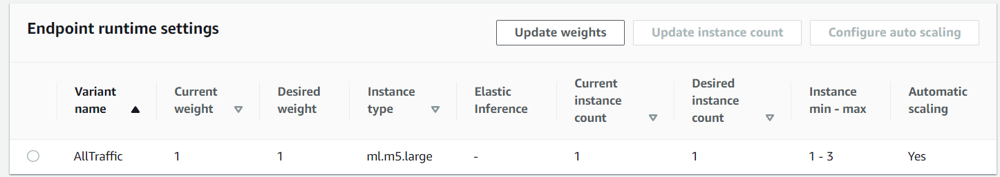 Endpoint runtime settings
Update weights
Update instance count
Configure auto scaling
Variant name
Current weight
Desired weight
Instance type
Elastic Inference
Current instance count
Desired instance count
Instance min - max
Automatic scaling
AllTraffic 1 1 ml.m5.large - 1 1 1 - 3 Yes